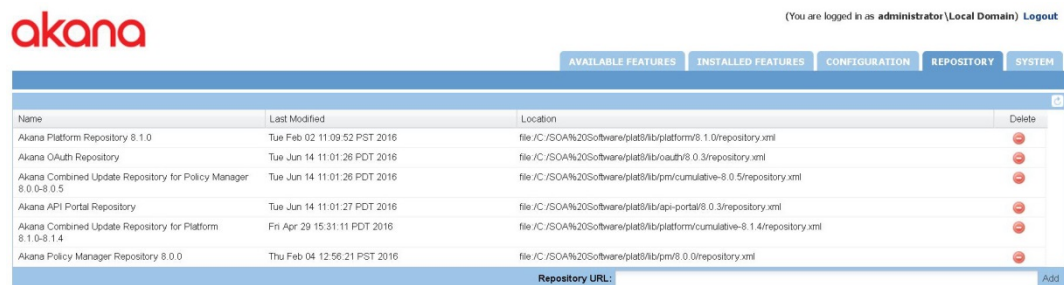 akana
(You are logged in as administrator\Local Domain) Logout
AVAILABLE FEATURES INSTALLED FEATURES CONFIGURATION REPOSITORY SYSTEM
Name Last Modified Location Delete
Akana Platform Repository 8.1.0 Tue Feb 02 11:09:52 PST 2016 file:/C:/SOA%20Software/plat8/lib/platform/8.1.0/repository.xml
Akana OAuth Repository Tue Jun 14 11:01:26 PDT 2016 file:/C:/SOA%20Software/plat8/lib/oauth/8.0.3/repository.xml
Akana Combined Update Repository for Policy Manager Tue Jun 14 11:01:26 PDT 2016 file:/C:/SOA%20Software/plat8/lib/pm/cumulative-8.0.5/repository.xml
8.0.0-8.0.5
Akana API Portal Repository Tue Jun 14 11:01:27 PDT 2016 file:/C:/SOA%20Software/plat8/lib/api-portal/8.0.3/repository.xml
Akana Combined Update Repository for Platform Fri Apr 29 15:31:11 PDT 2016 file:/C:/SOA%20Software/plat8/lib/platform/cumulative-8.1.4/repository.xml
8.1.0-8.1.4
Akana Policy Manager Repository 8.0.0 Thu Feb 04 12:56:21 PST 2016 file:/C:/SOA%20Software/plat8/lib/pm/8.0.0/repository.xml
Repository URL: Add